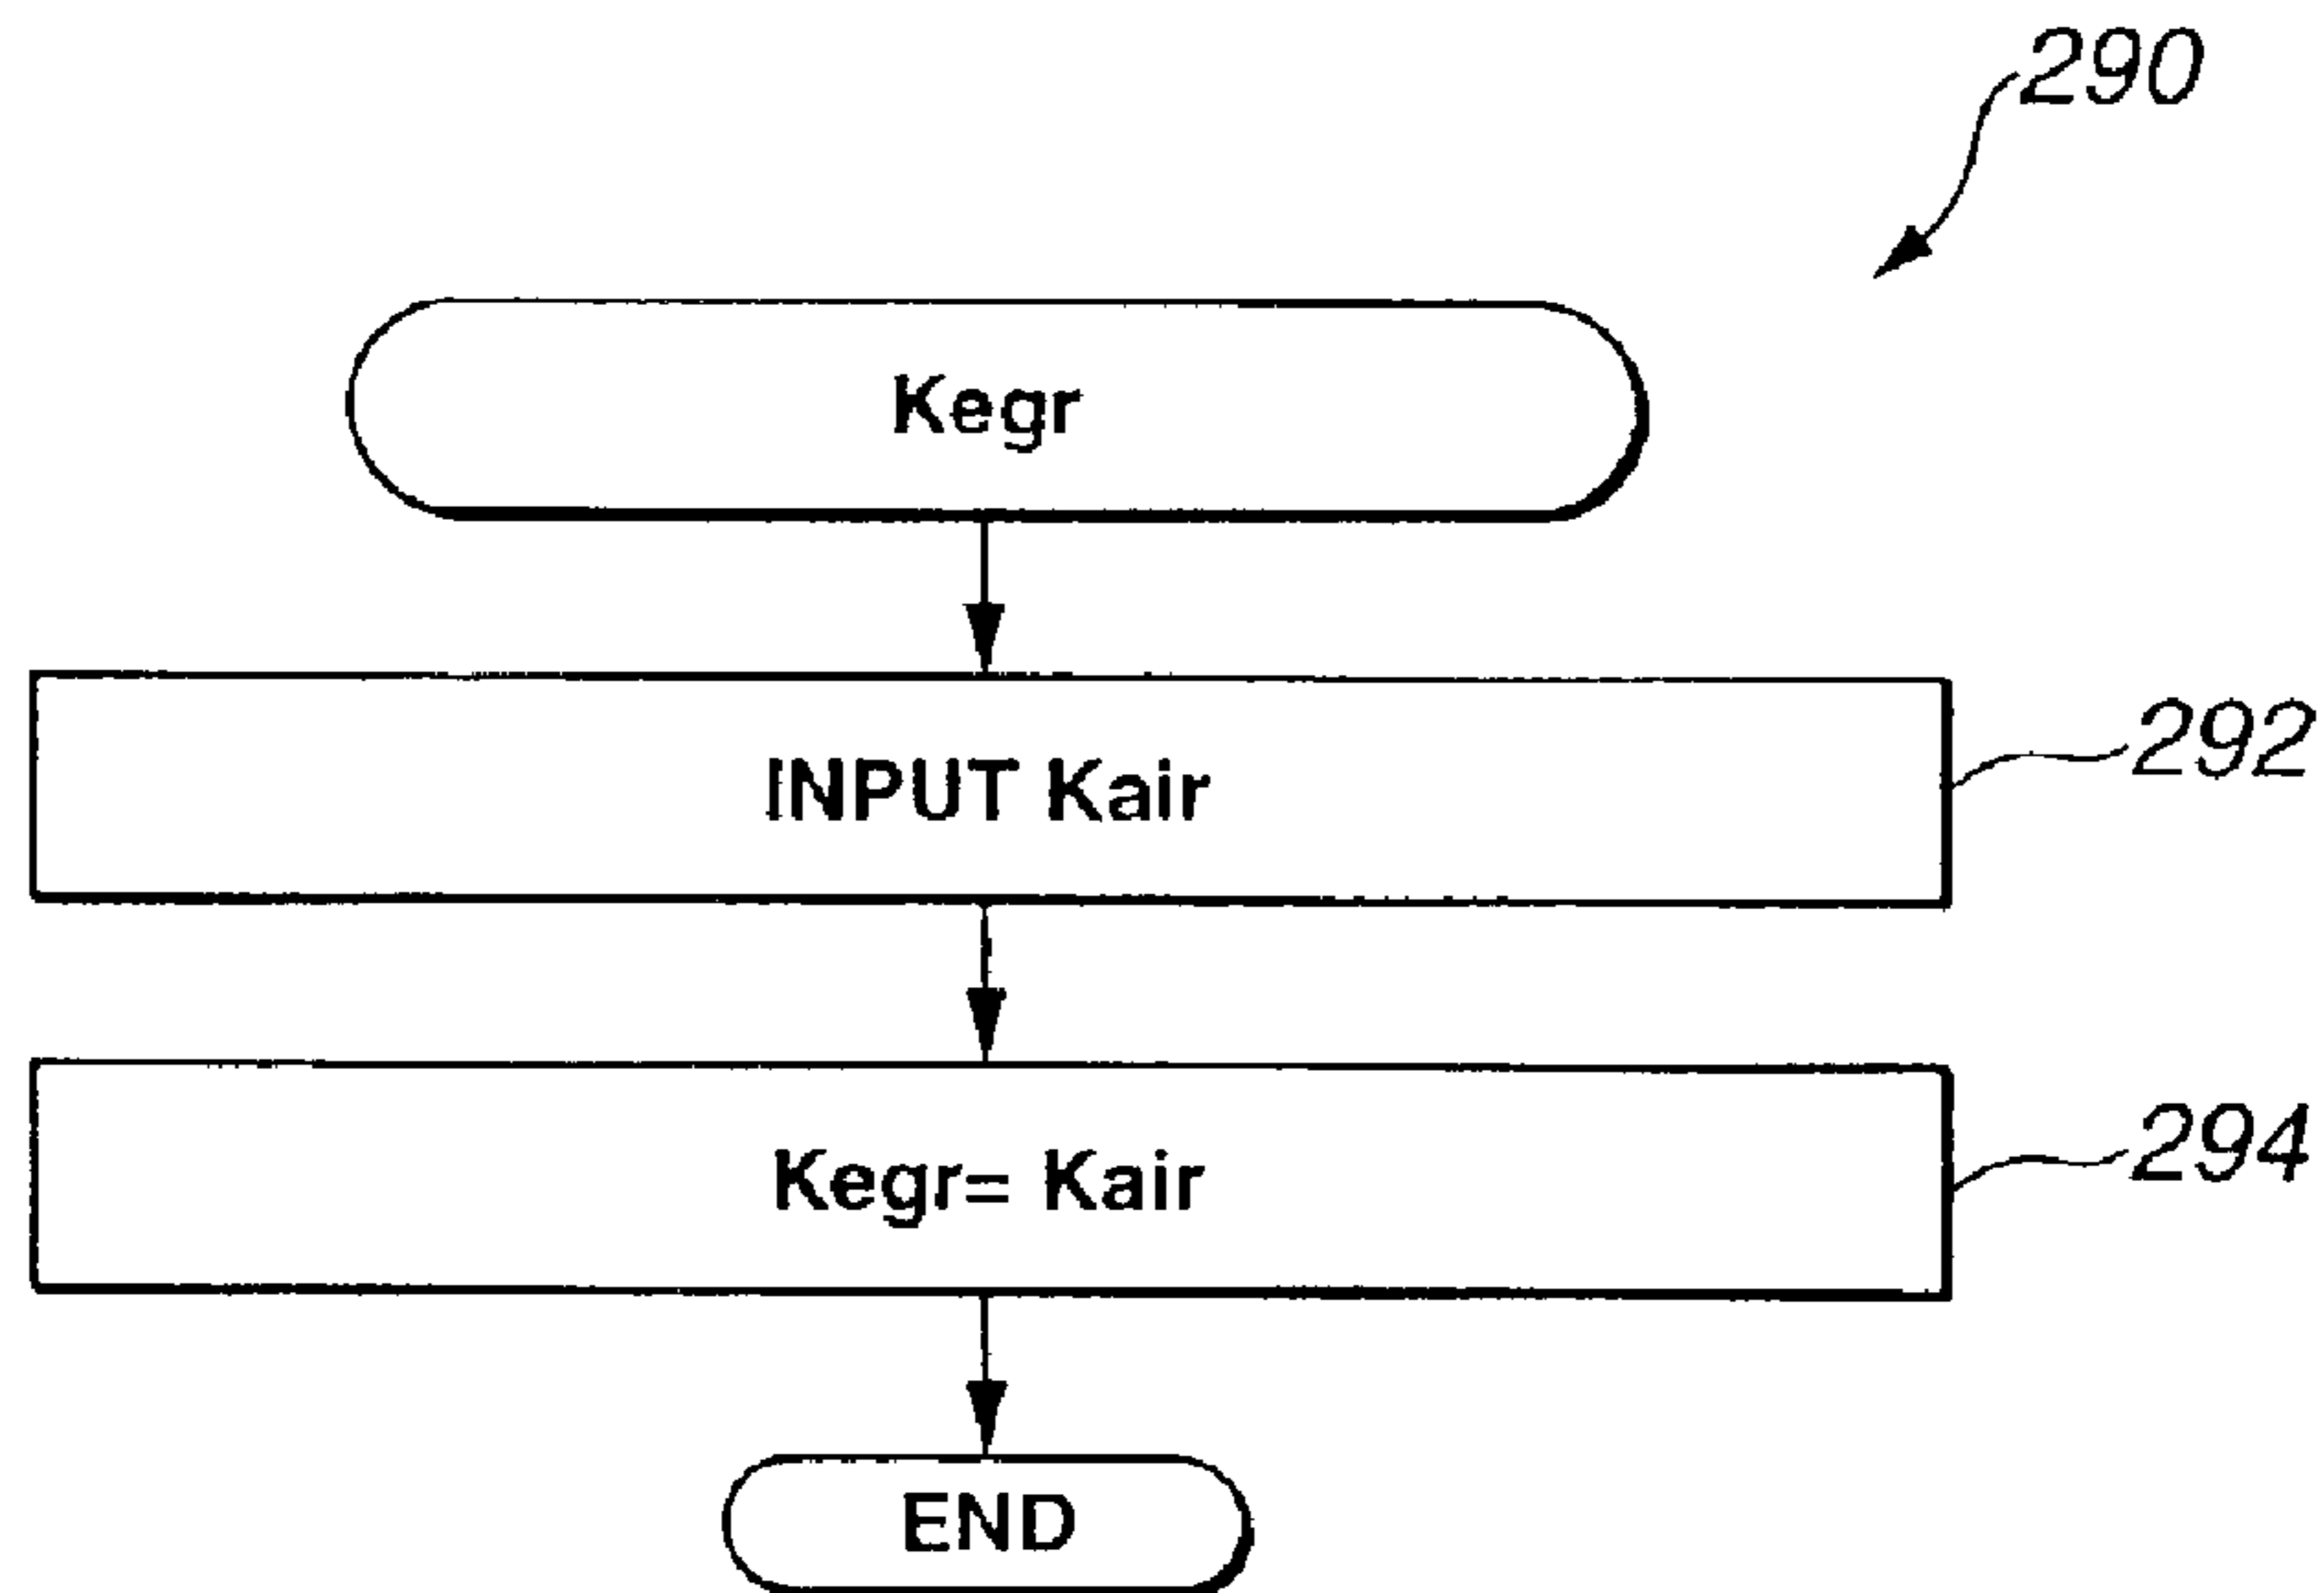 290
Kegr
INPUT Kair
292
Kegr= Kair
294
END